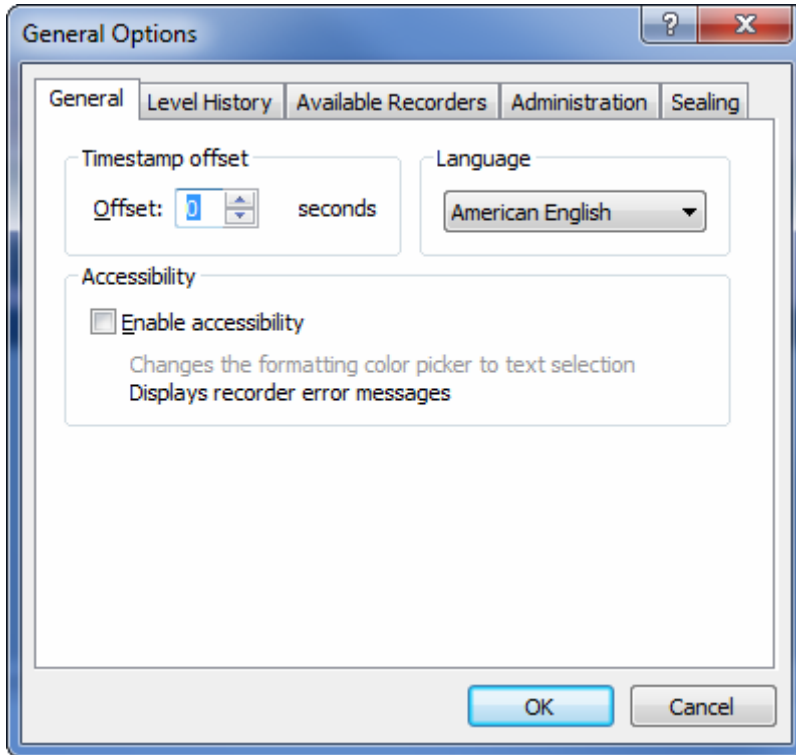 General Options
General Level History Available Recorders Administration Sealing
Timestamp offset Language
Offset: 0 seconds American English
Accessibility
Enable accessibility
Changes the formatting color picker to text selection
Displays recorder error messages
OK Cancel